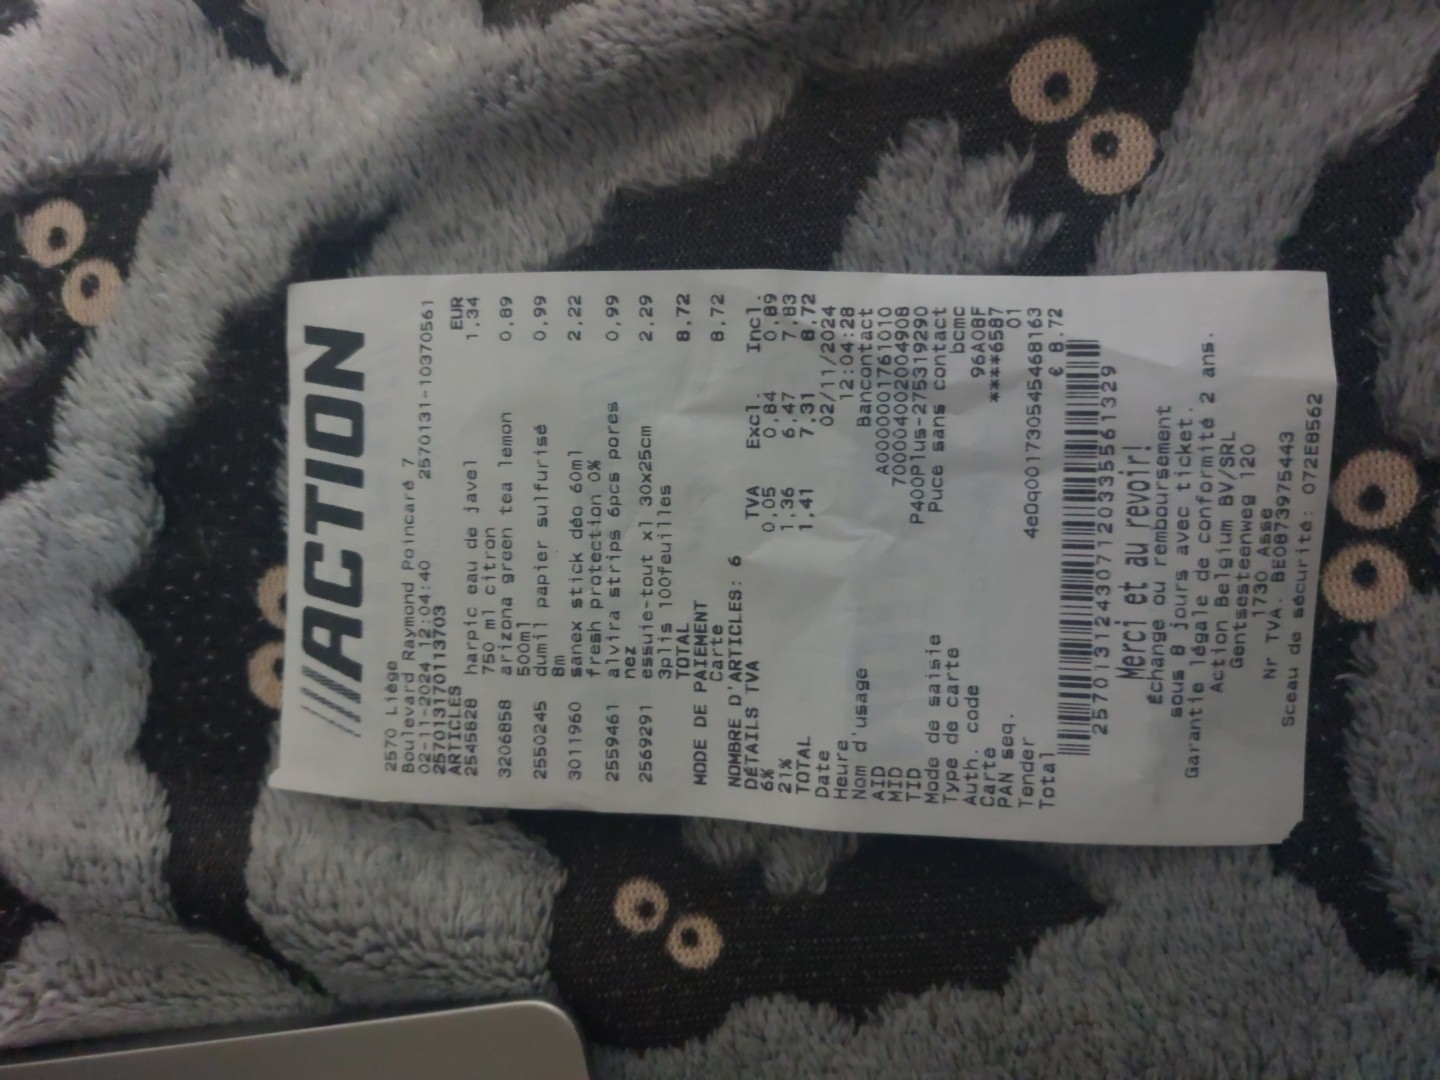 ///ACTION
2570 Liège
Boulevard Raymond Poincaré 7
02-11-2024 12:04:40 2570131-10370561
2570131701113703
ARTICLES EUR
2545828 harpic eau de javel 1,34
750 ml citron
3206858 arizona green tea lemon 0,89
500ml
2550245 dumil papier sulfurisé 0,99
8m
3011960 sanex stick déo 60ml 2,22
fresh protection 0%
2559461 alvira strips 6pcs pores 0,99
nez
2569291 essuie-tout xl 30x25cm 2,29
3plis 100feuilles
TOTAL 8,72
MODE DE PAIEMENT
Carte 8,72
NOMBRE D'ARTICLES: 6
DÉTAILS TVA TVA Excl. Incl.
6% 0,05 0,84 0,89
21% 1,36 6,47 7,83
TOTAL 1,41 7,31 8,72
Date 02/11/2024
Heure 12:04:28
Nom d'usage Bancontact
AID A0000001761010
MID 7000040020004908
TID P400Plus-275319290
Mode de saisie Puce sans contact
Type de carte bcmc
Auth. code 96A08F
Carte ****6587
PAN seq. 01
Tender 4e0q001730545468163
Total € 8.72
2570131243071203355613​29
Merci et au revoir!
Échange ou remboursement
sous 8 jours avec ticket.
Garantie légale de conformité 2 ans.
Action Belgium BV/SRL
Gentsesteenweg 120
1730 Asse
Nr TVA. BE0873975443
Sceau de sécurité: 072E8562